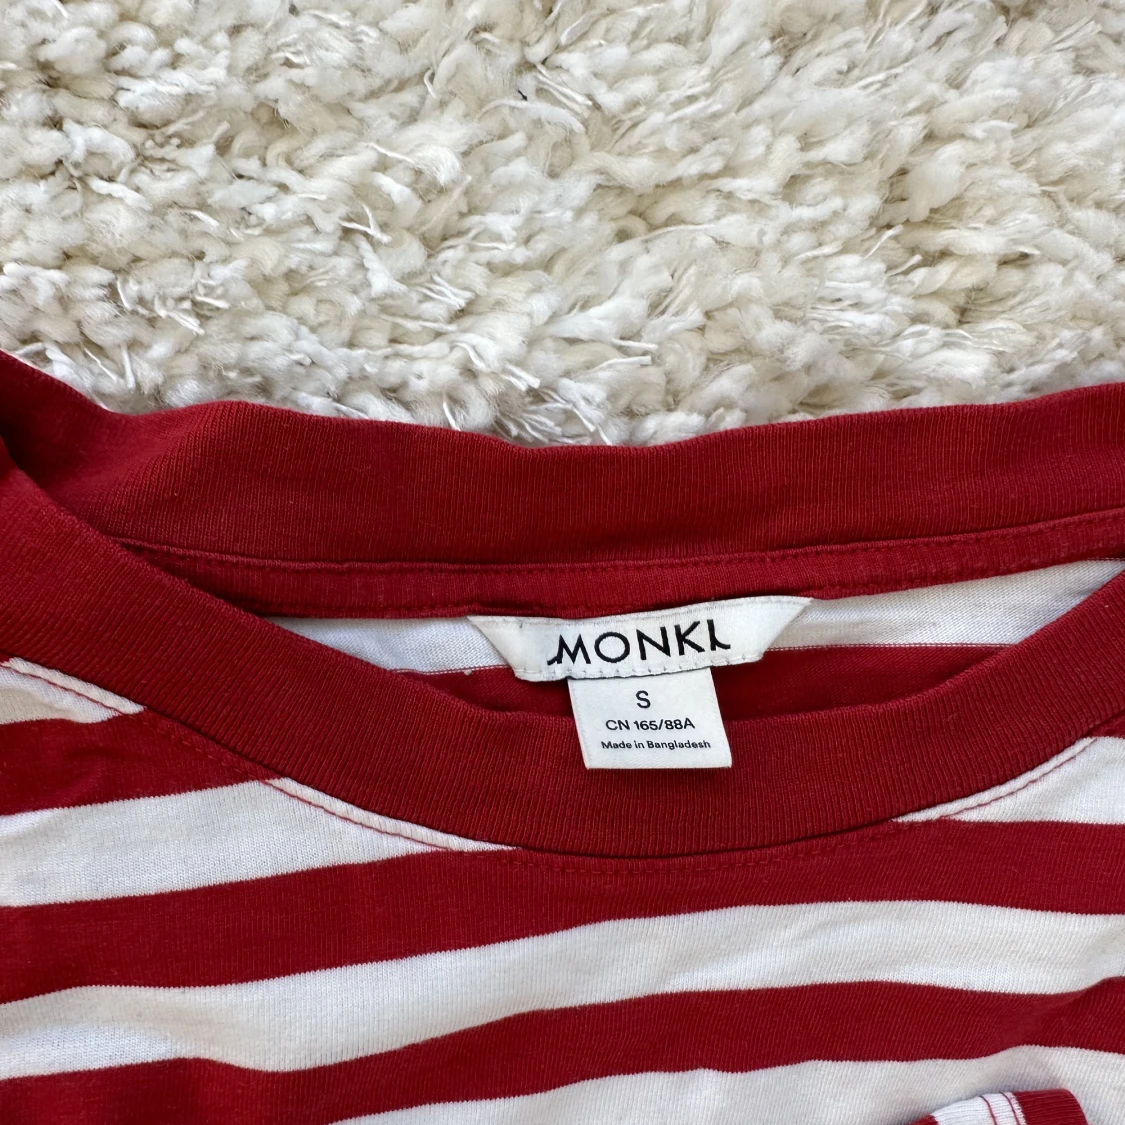 MONKI
S
CN 165/88A
Made in Bangladesh